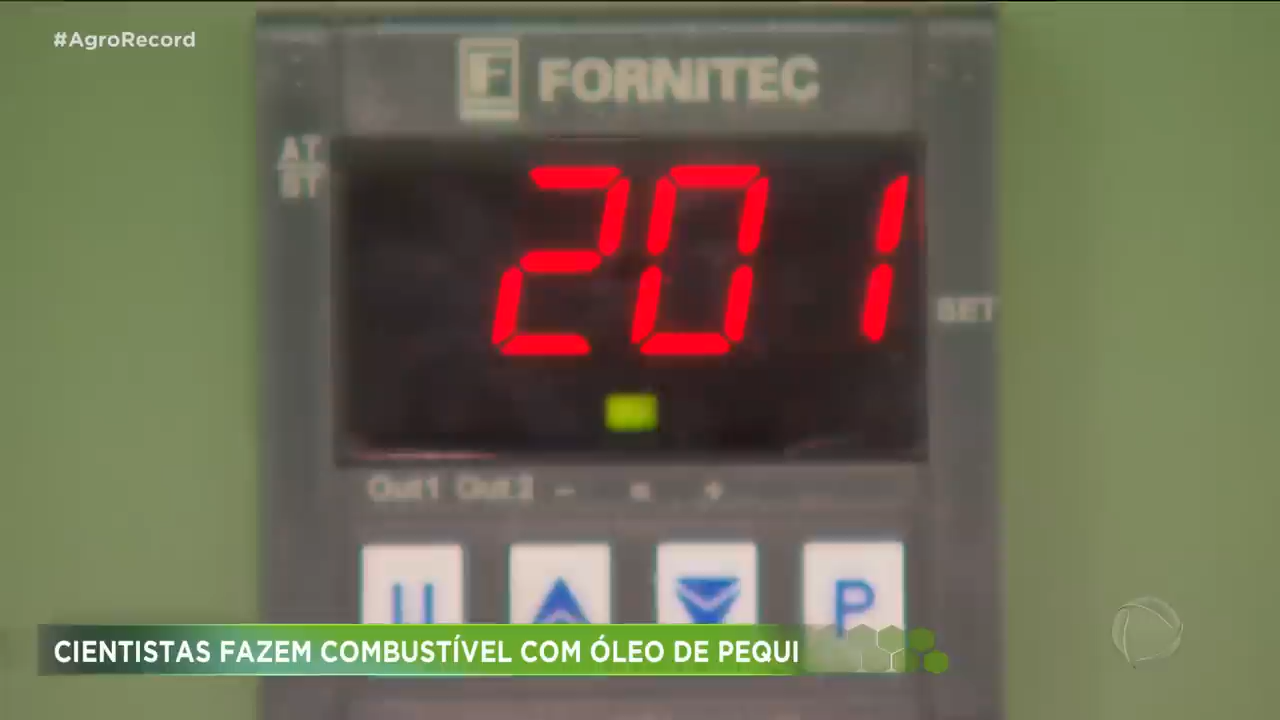 #AgroRecord
F FORNITEC
AT
ST
201
SET
Out1 Out2 - = +
U P
CIENTISTAS FAZEM COMBUSTÍVEL COM ÓLEO DE PEQUI